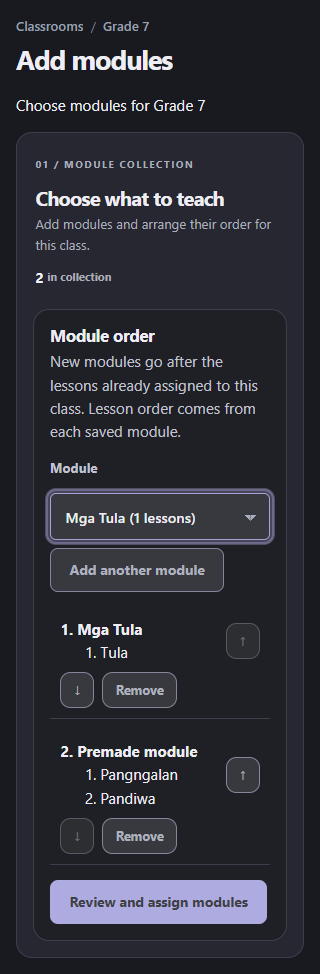 Classrooms / Grade 7
Add modules
Choose modules for Grade 7
01 / MODULE COLLECTION
Choose what to teach
Add modules and arrange their order for
this class.
2 in collection
Module order
New modules go after the
lessons already assigned to this
class. Lesson order comes from
each saved module.
Module
Mga Tula (1 lessons)
Add another module
1. Mga Tula
1. Tula
↑
↓ Remove
2. Premade module
1. Pangngalan
2. Pandiwa
↑
↓ Remove
Review and assign modules